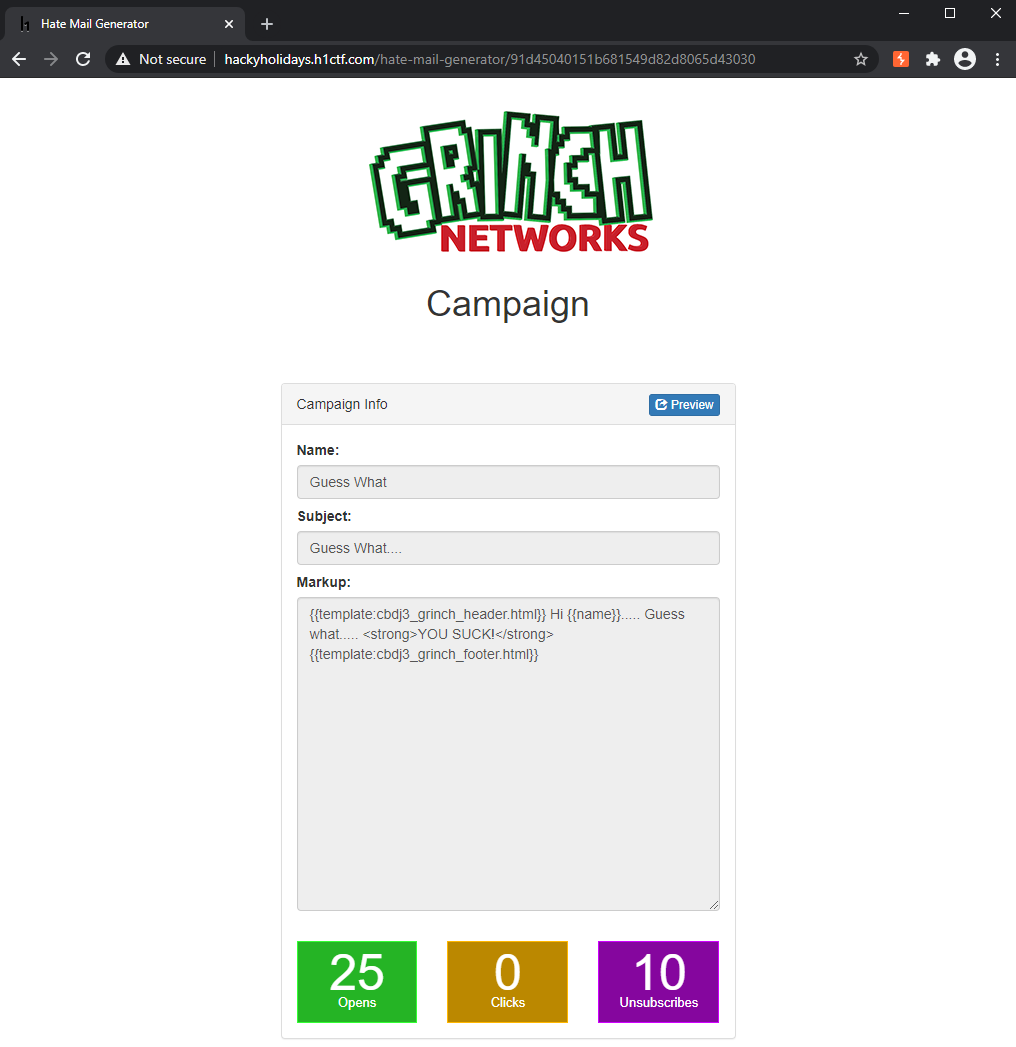 Hate Mail Generator
Not secure | hackyholidays.h1ctf.com/hate-mail-generator/91d45040151b681549d82d8065d43030
GRINCH
NETWORKS
Campaign
Campaign Info
Preview
Name:
Guess What
Subject:
Guess What....
Markup:
{{template:cbdj3_grinch_header.html}} Hi {{name}}..... Guess
what..... <strong>YOU SUCK!</strong>
{{template:cbdj3_grinch_footer.html}}
25
Opens
0
Clicks
10
Unsubscribes